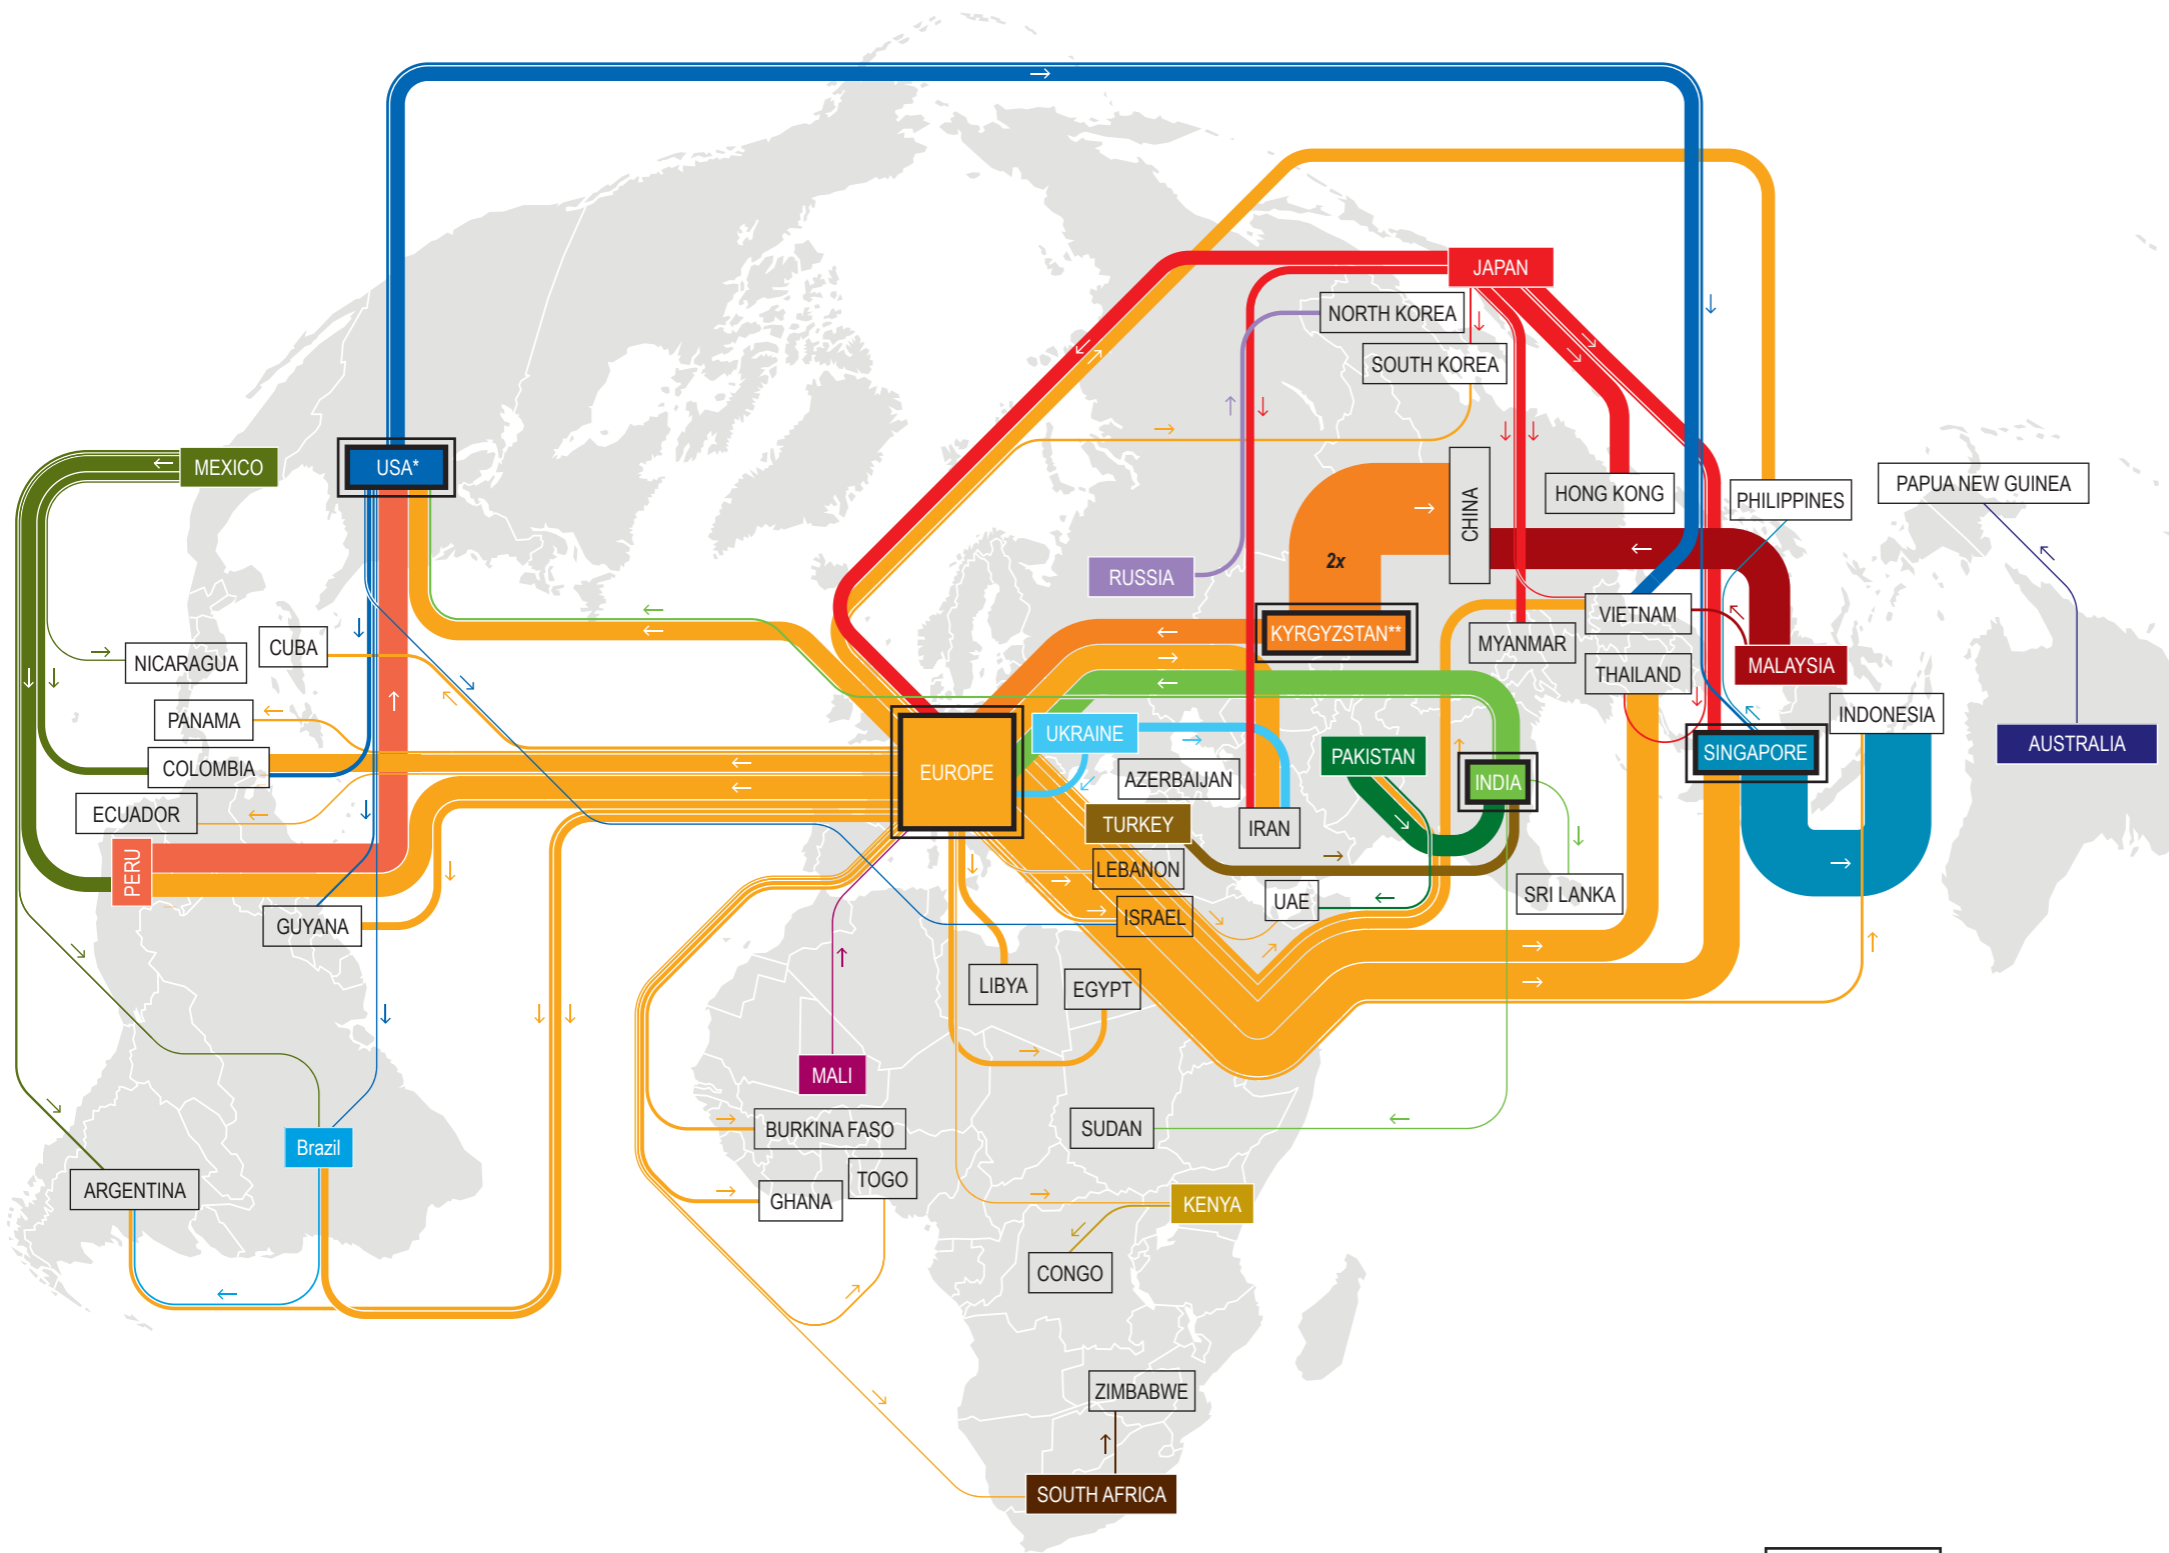 JAPAN
NORTH KOREA
SOUTH KOREA
MEXICO
USA*
HONG KONG
PHILIPPINES
PAPUA NEW GUINEA
CHINA
2x
RUSSIA
VIETNAM
KYRGYZSTAN**
MYANMAR
CUBA
NICARAGUA
THAILAND
MALAYSIA
PANAMA
INDONESIA
UKRAINE
AUSTRALIA
COLOMBIA
EUROPE
PAKISTAN
SINGAPORE
AZERBAIJAN
INDIA
ECUADOR
TURKEY
IRAN
PERU
LEBANON
SRI LANKA
UAE
GUYANA
ISRAEL
LIBYA
EGYPT
MALI
BURKINA FASO
SUDAN
Brazil
TOGO
ARGENTINA
GHANA
KENYA
CONGO
ZIMBABWE
SOUTH AFRICA